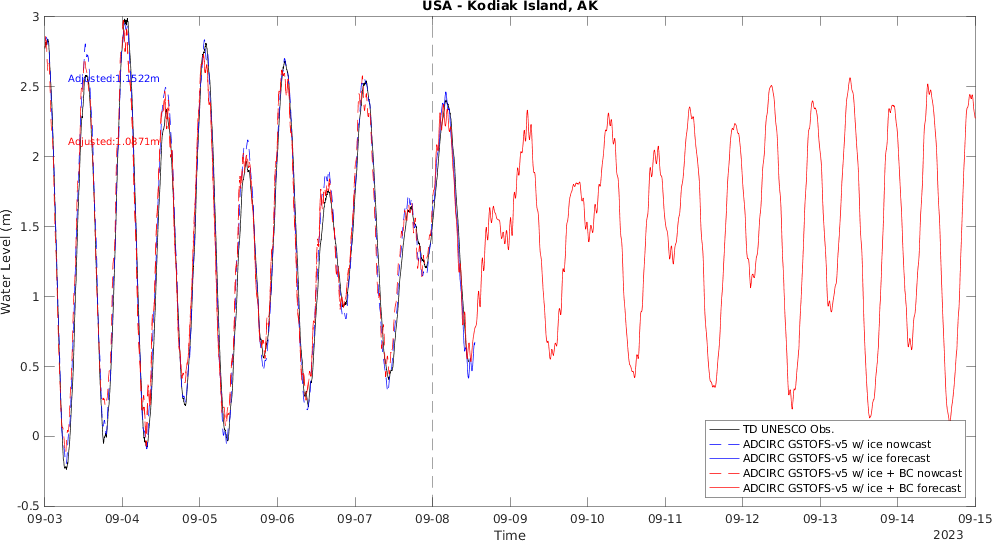 USA - Kodiak Island, AK
3
2.5
2
1.5
1
0.5
0
-0.5
Water Level (m)
Adjusted:1.1522m
Adjusted:1.0871m
TD UNESCO Obs.
ADCIRC GSTOFS-v5 w/ ice nowcast
ADCIRC GSTOFS-v5 w/ ice forecast
ADCIRC GSTOFS-v5 w/ ice + BC nowcast
ADCIRC GSTOFS-v5 w/ ice + BC forecast
09-03 09-04 09-05 09-06 09-07 09-08 09-09 09-10 09-11 09-12 09-13 09-14 09-15
Time
2023